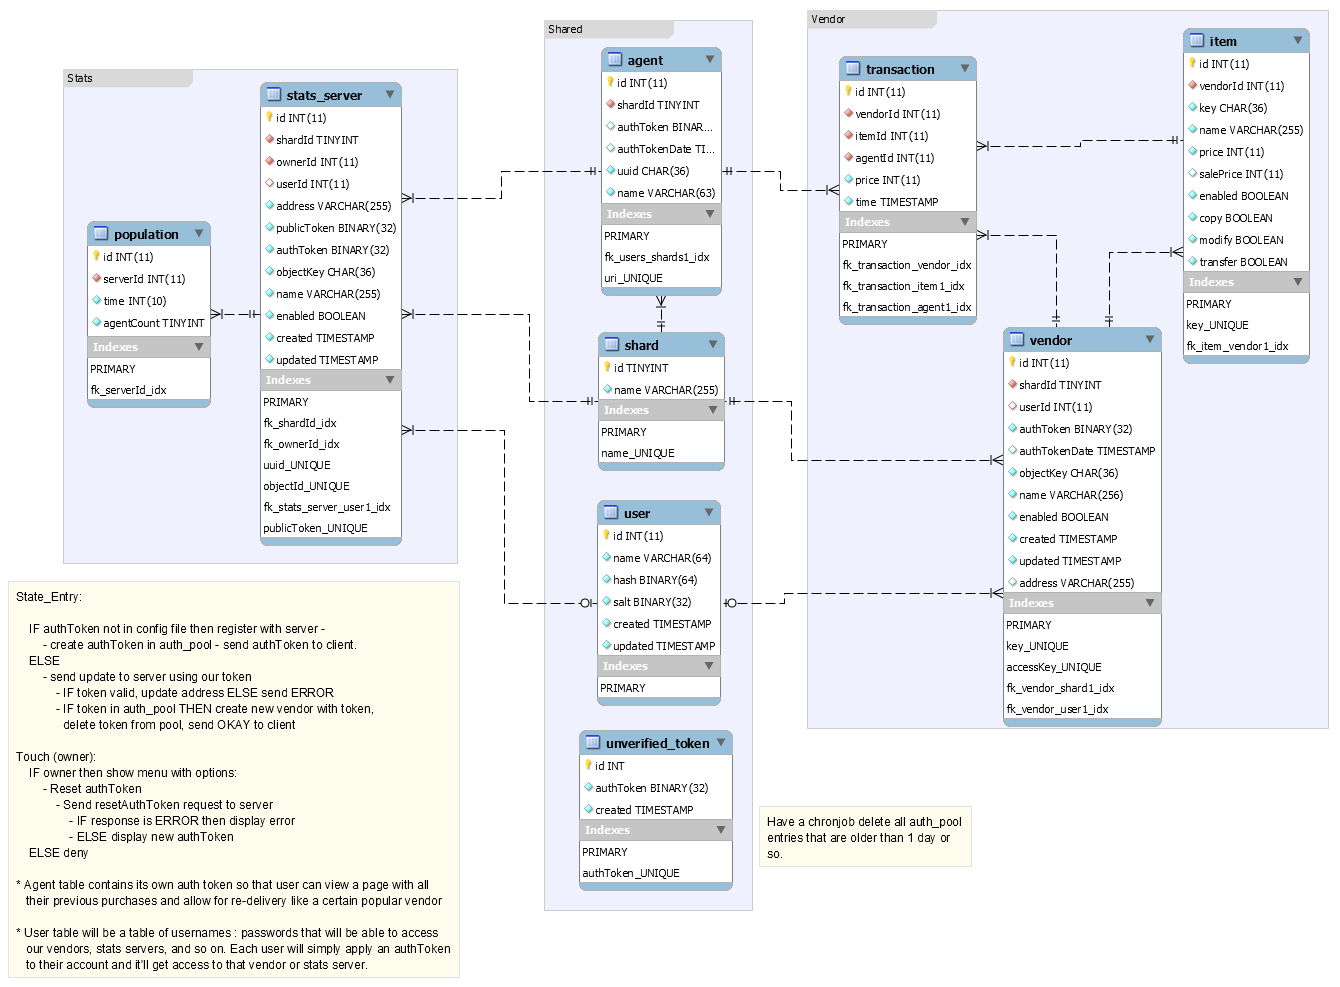 Stats
population
id INT(11)
serverId INT(11)
time INT(10)
agentCount TINYINT
Indexes
PRIMARY
fk_serverId_idx
stats_server
id INT(11)
shardId TINYINT
ownerId INT(11)
userId INT(11)
address VARCHAR(255)
publicToken BINARY(32)
authToken BINARY(32)
objectKey CHAR(36)
name VARCHAR(255)
enabled BOOLEAN
created TIMESTAMP
updated TIMESTAMP
Indexes
PRIMARY
fk_shardId_idx
fk_ownerId_idx
uuid_UNIQUE
objectId_UNIQUE
fk_stats_server_user1_idx
publicToken_UNIQUE
Shared
agent
id INT(11)
shardId TINYINT
authToken BINAR...
authTokenDate TI...
uuid CHAR(36)
name VARCHAR(63)
Indexes
PRIMARY
fk_users_shards1_idx
uri_UNIQUE
shard
id TINYINT
name VARCHAR(255)
Indexes
PRIMARY
name_UNIQUE
user
id INT(11)
name VARCHAR(64)
hash BINARY(64)
salt BINARY(32)
created TIMESTAMP
updated TIMESTAMP
Indexes
PRIMARY
unverified_token
id INT
authToken BINARY(32)
created TIMESTAMP
Indexes
PRIMARY
authToken_UNIQUE
Vendor
transaction
id INT(11)
vendorId INT(11)
itemId INT(11)
agentId INT(11)
price INT(11)
time TIMESTAMP
Indexes
PRIMARY
fk_transaction_vendor_idx
fk_transaction_item1_idx
fk_transaction_agent1_idx
item
id INT(11)
vendorId INT(11)
key CHAR(36)
name VARCHAR(255)
price INT(11)
salePrice INT(11)
enabled BOOLEAN
copy BOOLEAN
modify BOOLEAN
transfer BOOLEAN
Indexes
PRIMARY
key_UNIQUE
fk_item_vendor1_idx
vendor
id INT(11)
shardId TINYINT
userId INT(11)
authToken BINARY(32)
authTokenDate TIMESTAMP
objectKey CHAR(36)
name VARCHAR(256)
enabled BOOLEAN
created TIMESTAMP
updated TIMESTAMP
address VARCHAR(255)
Indexes
PRIMARY
key_UNIQUE
accessKey_UNIQUE
fk_vendor_shard1_idx
fk_vendor_user1_idx
State_Entry:
IF authToken not in config file then register with server -
- create authToken in auth_pool - send authToken to client.
ELSE
- send update to server using our token
- IF token valid, update address ELSE send ERROR
- IF token in auth_pool THEN create new vendor with token,
delete token from pool, send OKAY to client
Touch (owner):
IF owner then show menu with options:
- Reset authToken
- Send resetAuthToken request to server
- IF response is ERROR then display error
- ELSE display new authToken
ELSE deny
* Agent table contains its own auth token so that user can view a page with all
their previous purchases and allow for re-delivery like a certain popular vendor
* User table will be a table of usernames : passwords that will be able to access
our vendors, stats servers, and so on. Each user will simply apply an authToken
to their account and it'll get access to that vendor or stats server.
Have a chronjob delete all auth_pool
entries that are older than 1 day or
so.